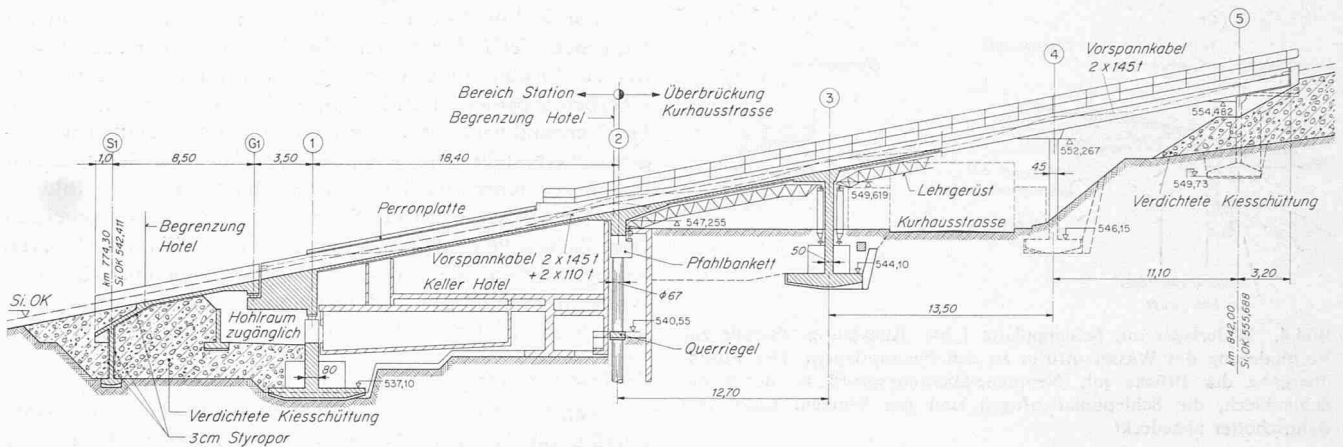 5
4
Vorspannkabel
2 x 145 t
Bereich Station
Überbrückung
Begrenzung Hotel
Kurhausstrasse
3
2
554,482
S1
G1
1
1,0
8,50
3,50
18,40
552,267
45
Lehrgerüst
549,73
549,619
Verdichtete Kiesschüttung
Perronplatte
547,255
Kurhausstrasse
km 774,30
Si.OK 542,411
Begrenzung
Hotel
546,15
Vorspannkabel 2 x 145 t
+ 2 x 110 t
Pfahlbankett
50
544,10
11,10
3,20
Keller Hotel
Si. OK
Φ67
Hohlraum
zugänglich
540,55
13,50
km 842,00
Si.OK 556,688
Querriegel
80
537,10
12,70
Verdichtete Kiesschüttung
3cm Styropor